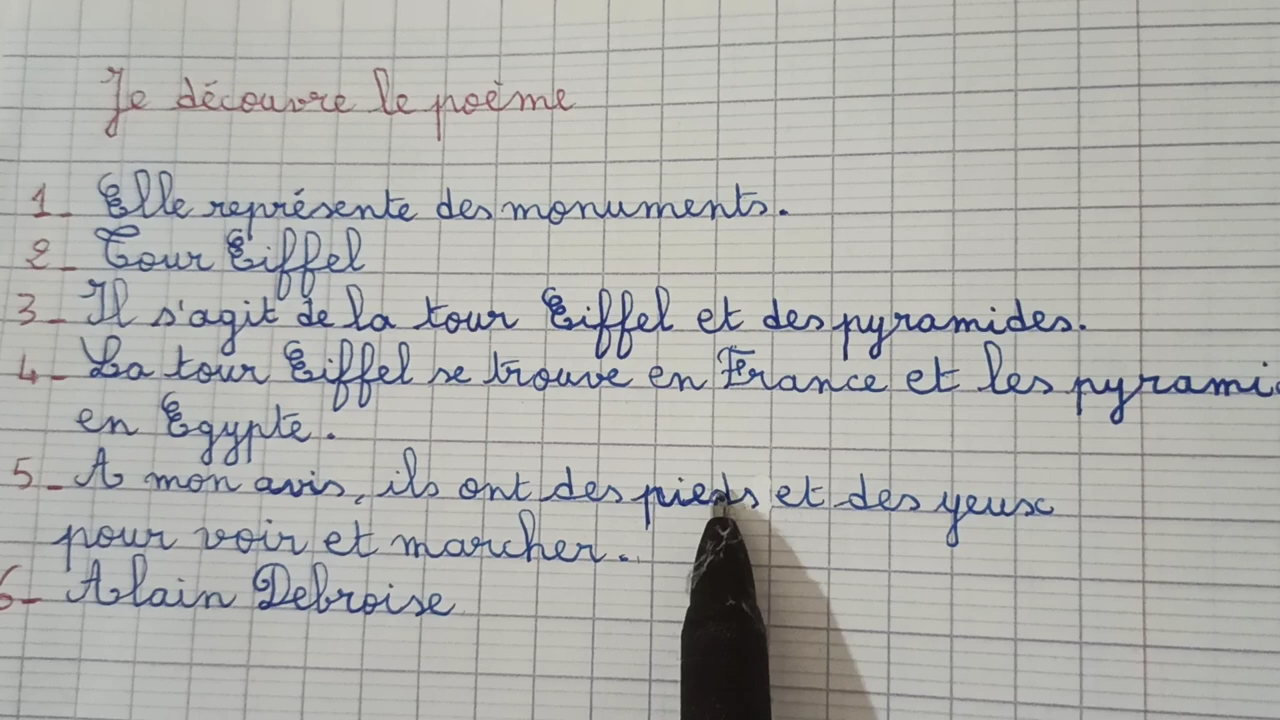 Je découvre le poème
1_ Elle représente des monuments.
2_ Tour Eiffel
3_ Il s'agit de la tour Eiffel et des pyramides.
4_ La tour Eiffel se trouve en France et les pyrami
en Egypte.
5_ A mon avis, ils ont des pieds et des yeux
pour voir et marcher.
6_ Alain Debroise